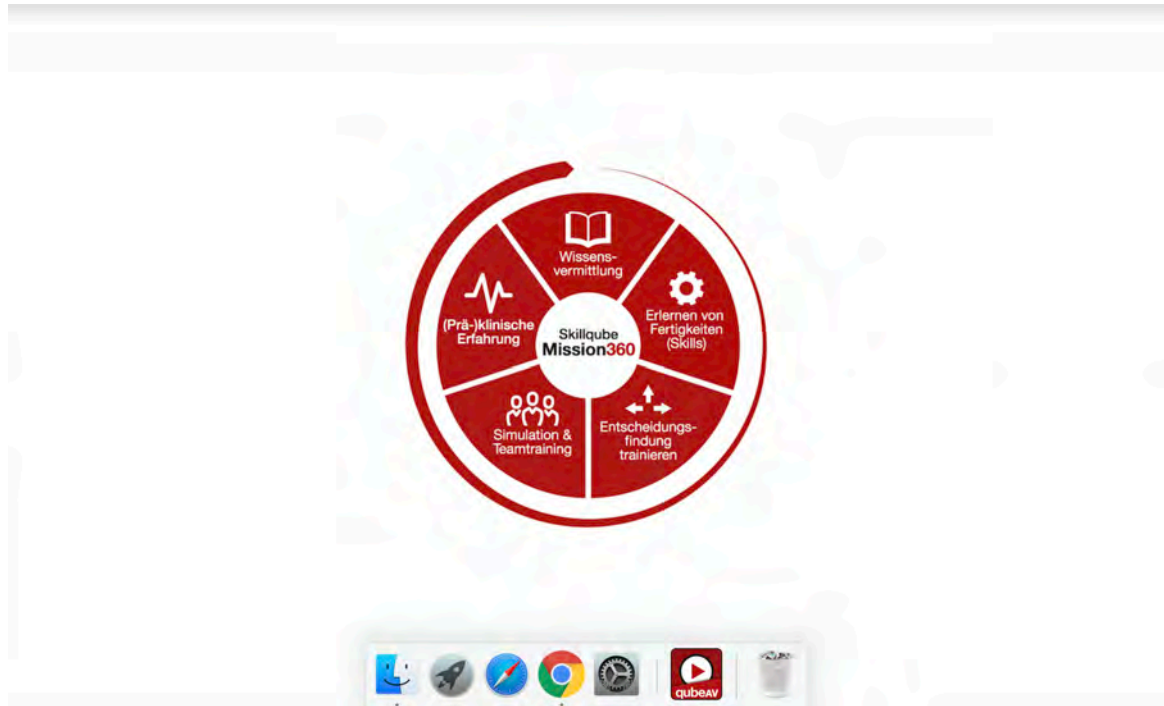 Wissens-
vermittlung
Erlernen von
Fertigkeiten
(Skills)
Entscheidungs-
findung
trainieren
Simulation &
Teamtraining
(Prä-)klinische
Erfahrung
Skillqube
Mission360
qubeAV